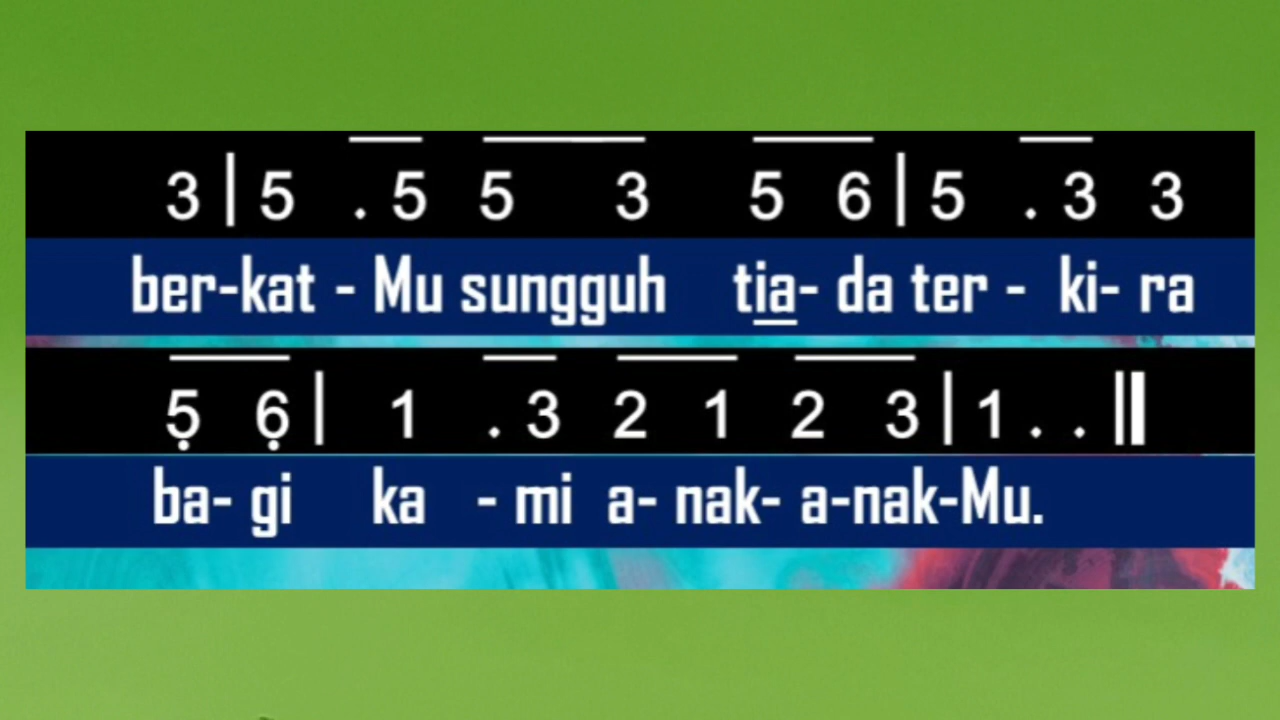 3 | 5 . 5 5 3 5 6 | 5 . 3 3
ber-kat - Mu sungguh tia- da ter - ki- ra
5̣ 6̣ | 1 . 3 2 1 2 3 | 1 . . ||
ba- gi ka - mi a- nak- a-nak-Mu.